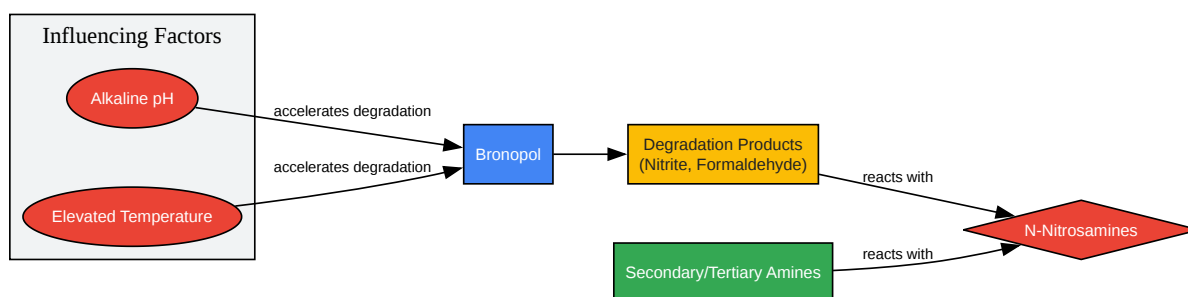 Influencing Factors
Alkaline pH
accelerates degradation
Elevated Temperature
accelerates degradation
Bronopol
Degradation Products
(Nitrite, Formaldehyde)
reacts with
Secondary/Tertiary Amines
reacts with
N-Nitrosamines